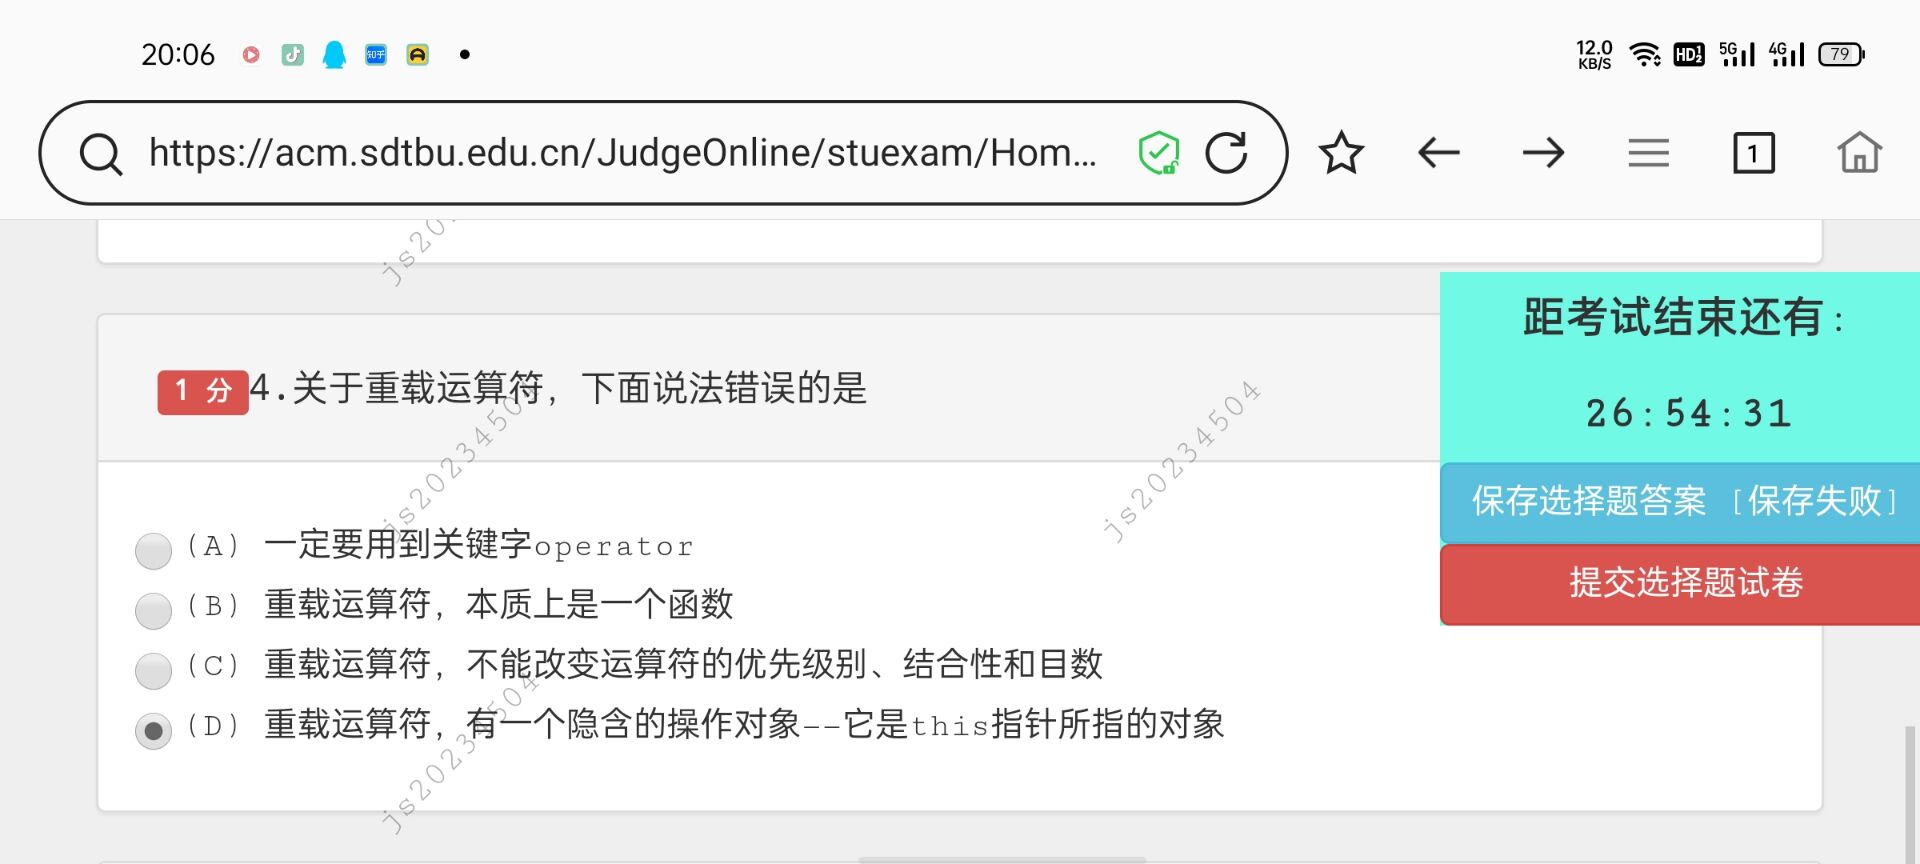 20:06
知乎
12.0
KB/S
HD
5G
4G
79
https://acm.sdtbu.edu.cn/JudgeOnline/stuexam/Hom...
1
js20
距考试结束还有：
26:54:31
保存选择题答案 [保存失败]
提交选择题试卷
1 分 4.关于重载运算符，下面说法错误的是
js20234504
js20234504
(A) 一定要用到关键字operator
(B) 重载运算符，本质上是一个函数
(C) 重载运算符，不能改变运算符的优先级别、结合性和目数
(D) 重载运算符，有一个隐含的操作对象--它是this指针所指的对象
js20234504